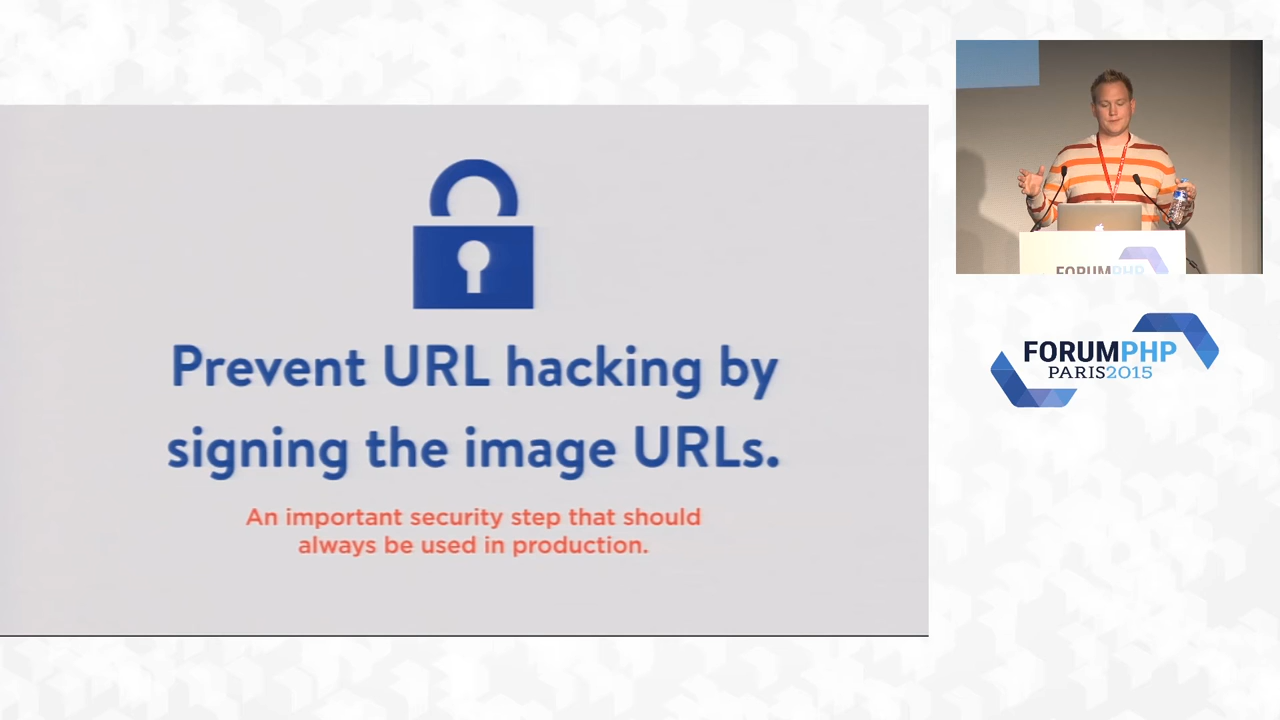 Prevent URL hacking by
signing the image URLs.
An important security step that should
always be used in production.
FORUMPHP
FORUMPHP
PARIS2015